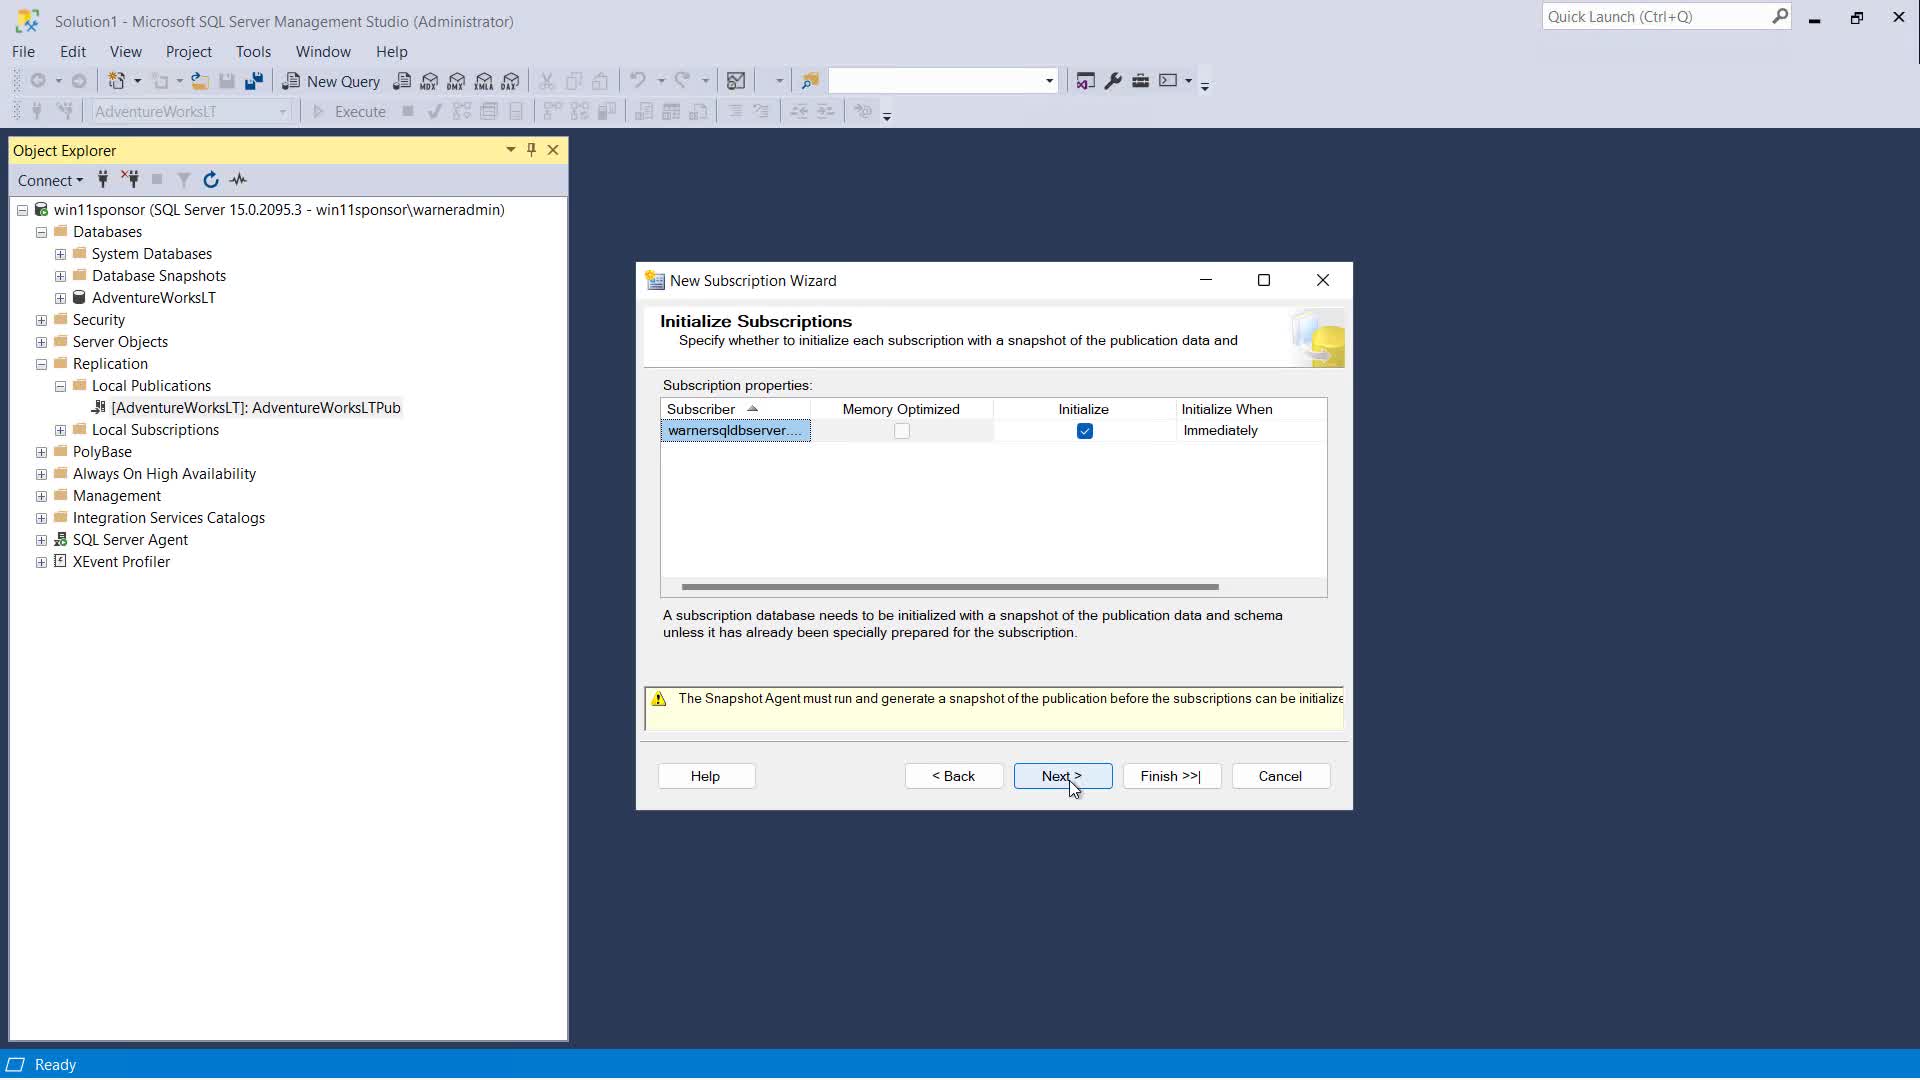 Solution1 - Microsoft SQL Server Management Studio (Administrator)
Quick Launch (Ctrl+Q)
File Edit View Project Tools Window Help
New Query MDX DMX XMLA DAX
AdventureWorksLT Execute
Object Explorer
Connect
win11sponsor (SQL Server 15.0.2095.3 - win11sponsor\warneradmin)
Databases
System Databases
Database Snapshots
AdventureWorksLT
Security
Server Objects
Replication
Local Publications
[AdventureWorksLT]: AdventureWorksLTPub
Local Subscriptions
PolyBase
Always On High Availability
Management
Integration Services Catalogs
SQL Server Agent
XEvent Profiler
New Subscription Wizard
Initialize Subscriptions
Specify whether to initialize each subscription with a snapshot of the publication data and
Subscription properties:
Subscriber Memory Optimized Initialize Initialize When
warnersqldbserver.... Immediately
A subscription database needs to be initialized with a snapshot of the publication data and schema
unless it has already been specially prepared for the subscription.
The Snapshot Agent must run and generate a snapshot of the publication before the subscriptions can be initialize
Help < Back Next > Finish >>| Cancel
Ready